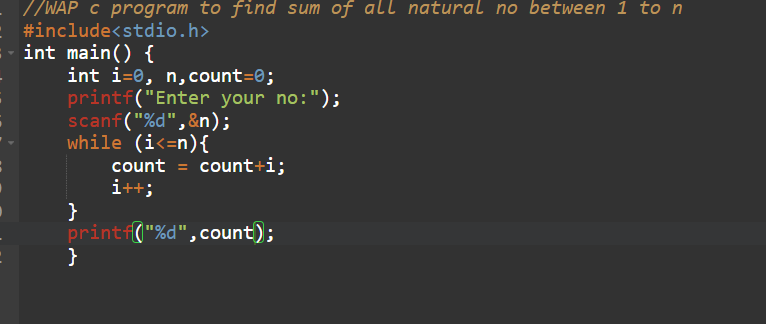 //WAP c program to find sum of all natural no between 1 to n
#include<stdio.h>
int main() {
int i=0, n,count=0;
printf("Enter your no:");
scanf("%d",&n);
while (i<=n){
count = count+i;
i++;
}
printf("%d",count);
}